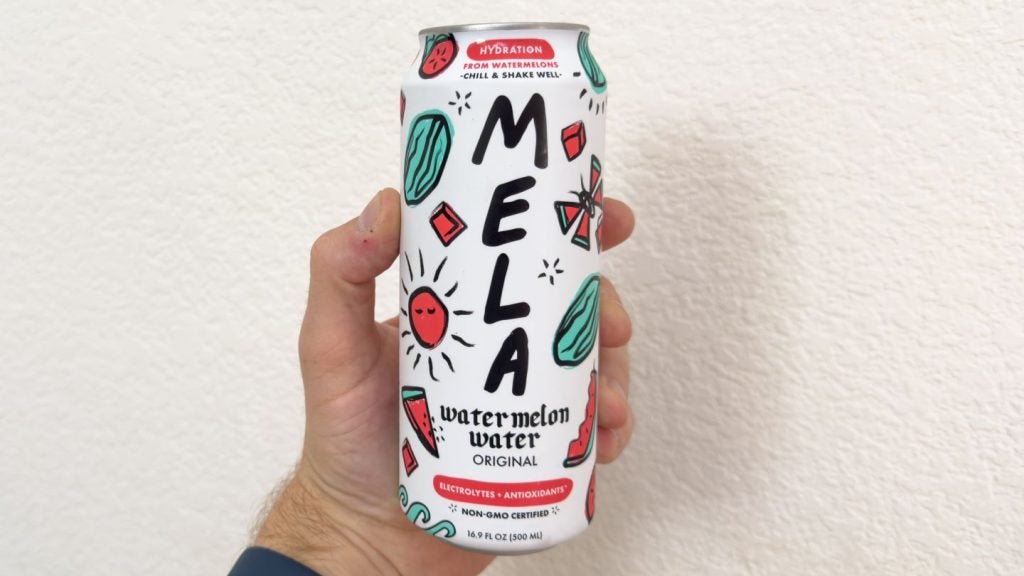 HYDRATION
FROM WATERMELONS
-CHILL & SHAKE WELL-
MELA
watermelon
water
ORIGINAL
ELECTROLYTES + ANTIOXIDANTS
NON-GMO CERTIFIED
16.9 FL OZ (500 ML)